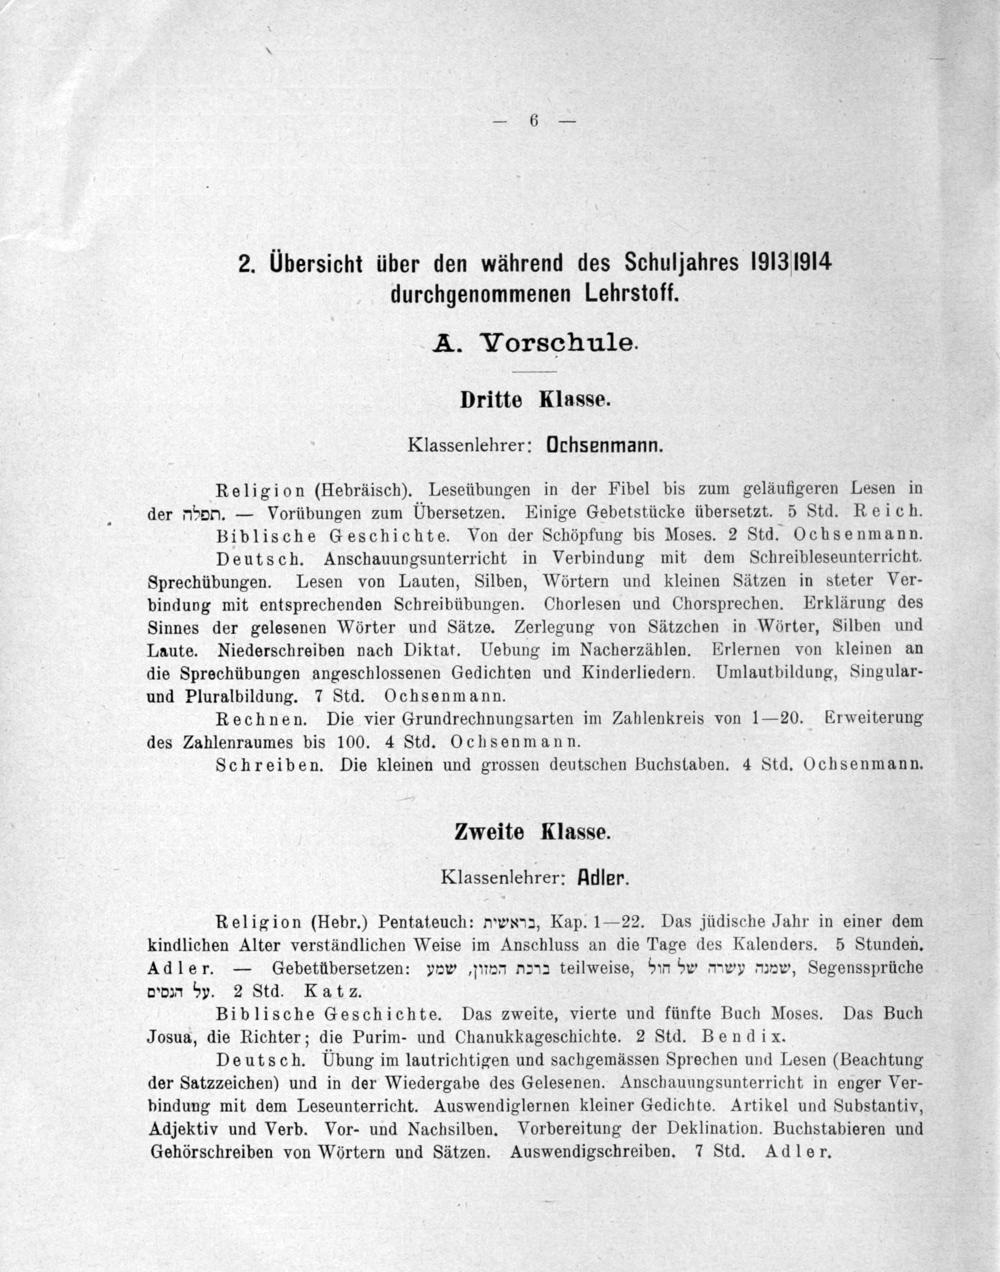 — 6 —
2. Übersicht über den während des Schuljahres 1913|1914
durchgenommenen Lehrstoff.
A. Vorschule.
Dritte Klasse.
Klassenlehrer: Ochsenmann.
Religion (Hebräisch). Leseübungen in der Fibel bis zum geläufigeren Lesen in
der תפלה. — Vorübungen zum Übersetzen. Einige Gebetstücke übersetzt. 5 Std. Reich.
Biblische Geschichte. Von der Schöpfung bis Moses. 2 Std. Ochsenmann.
Deutsch. Anschauungsunterricht in Verbindung mit dem Schreibleseunterricht.
Sprechübungen. Lesen von Lauten, Silben, Wörtern und kleinen Sätzen in steter Ver-
bindung mit entsprechenden Schreibübungen. Chorlesen und Chorsprechen. Erklärung des
Sinnes der gelesenen Wörter und Sätze. Zerlegung von Sätzchen in Wörter, Silben und
Laute. Niederschreiben nach Diktat. Uebung im Nacherzählen. Erlernen von kleinen an
die Sprechübungen angeschlossenen Gedichten und Kinderliedern. Umlautbildung, Singular-
und Pluralbildung. 7 Std. Ochsenmann.
Rechnen. Die vier Grundrechnungsarten im Zahlenkreis von 1—20. Erweiterung
des Zahlenraumes bis 100. 4 Std. Ochsenmann.
Schreiben. Die kleinen und grossen deutschen Buchstaben. 4 Std. Ochsenmann.
Zweite Klasse.
Klassenlehrer: Adler.
Religion (Hebr.) Pentateuch: בראשית, Kap. 1—22. Das jüdische Jahr in einer dem
kindlichen Alter verständlichen Weise im Anschluss an die Tage des Kalenders. 5 Stunden.
Adler. — Gebetübersetzen: ברכת המזון, שמע teilweise, שמנה עשרה של חול, Segenssprüche
על הנסים. 2 Std. Katz.
Biblische Geschichte. Das zweite, vierte und fünfte Buch Moses. Das Buch
Josua, die Richter; die Purim- und Chanukkageschichte. 2 Std. Bendix.
Deutsch. Übung im lautrichtigen und sachgemässen Sprechen und Lesen (Beachtung
der Satzzeichen) und in der Wiedergabe des Gelesenen. Anschauungsunterricht in enger Ver-
bindung mit dem Leseunterricht. Auswendiglernen kleiner Gedichte. Artikel und Substantiv,
Adjektiv und Verb. Vor- und Nachsilben. Vorbereitung der Deklination. Buchstabieren und
Gehörschreiben von Wörtern und Sätzen. Auswendigschreiben. 7 Std. Adler.